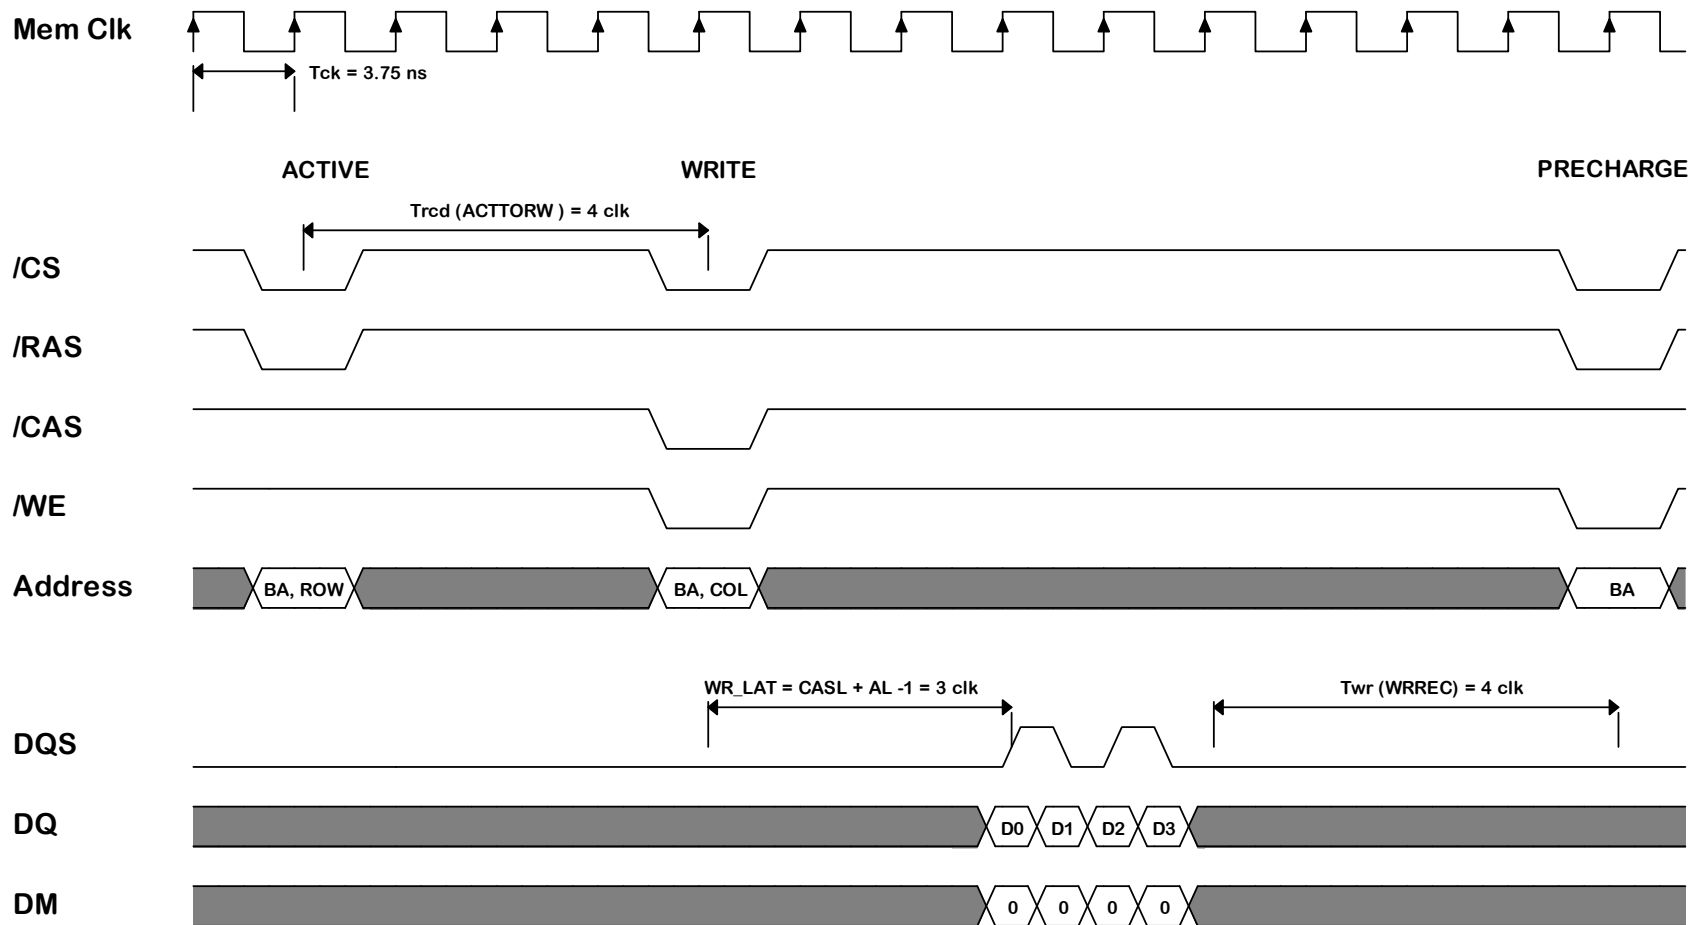 Mem Clk
Tck = 3.75 ns
ACTIVE WRITE PRECHARGE
Trcd (ACTTORW ) = 4 clk
/CS
/RAS
/CAS
/WE
Address BA, ROW BA, COL BA
WR_LAT = CASL + AL -1 = 3 clk Twr (WRREC) = 4 clk
DQS
DQ D0 D1 D2 D3
DM 0 0 0 0